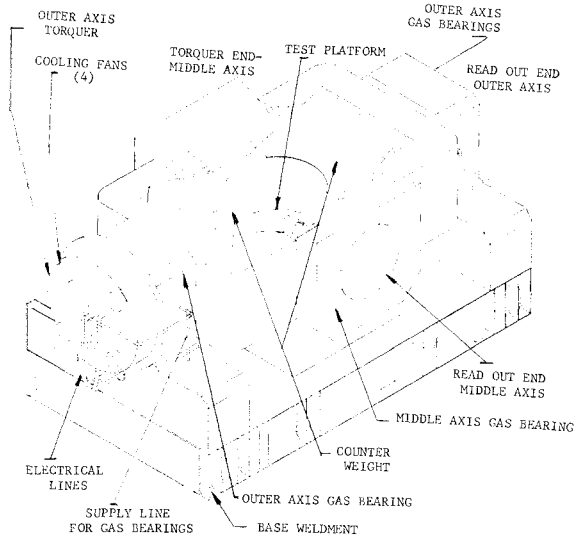 OUTER AXIS
TORQUER
COOLING FANS
(4)
TORQUER END-
MIDDLE AXIS
TEST PLATFORM
OUTER AXIS
GAS BEARINGS
READ OUT END
OUTER AXIS
READ OUT END
MIDDLE AXIS
MIDDLE AXIS GAS BEARING
COUNTER
WEIGHT
ELECTRICAL
LINES
OUTER AXIS GAS BEARING
SUPPLY LINE
FOR GAS BEARINGS
BASE WELDMENT